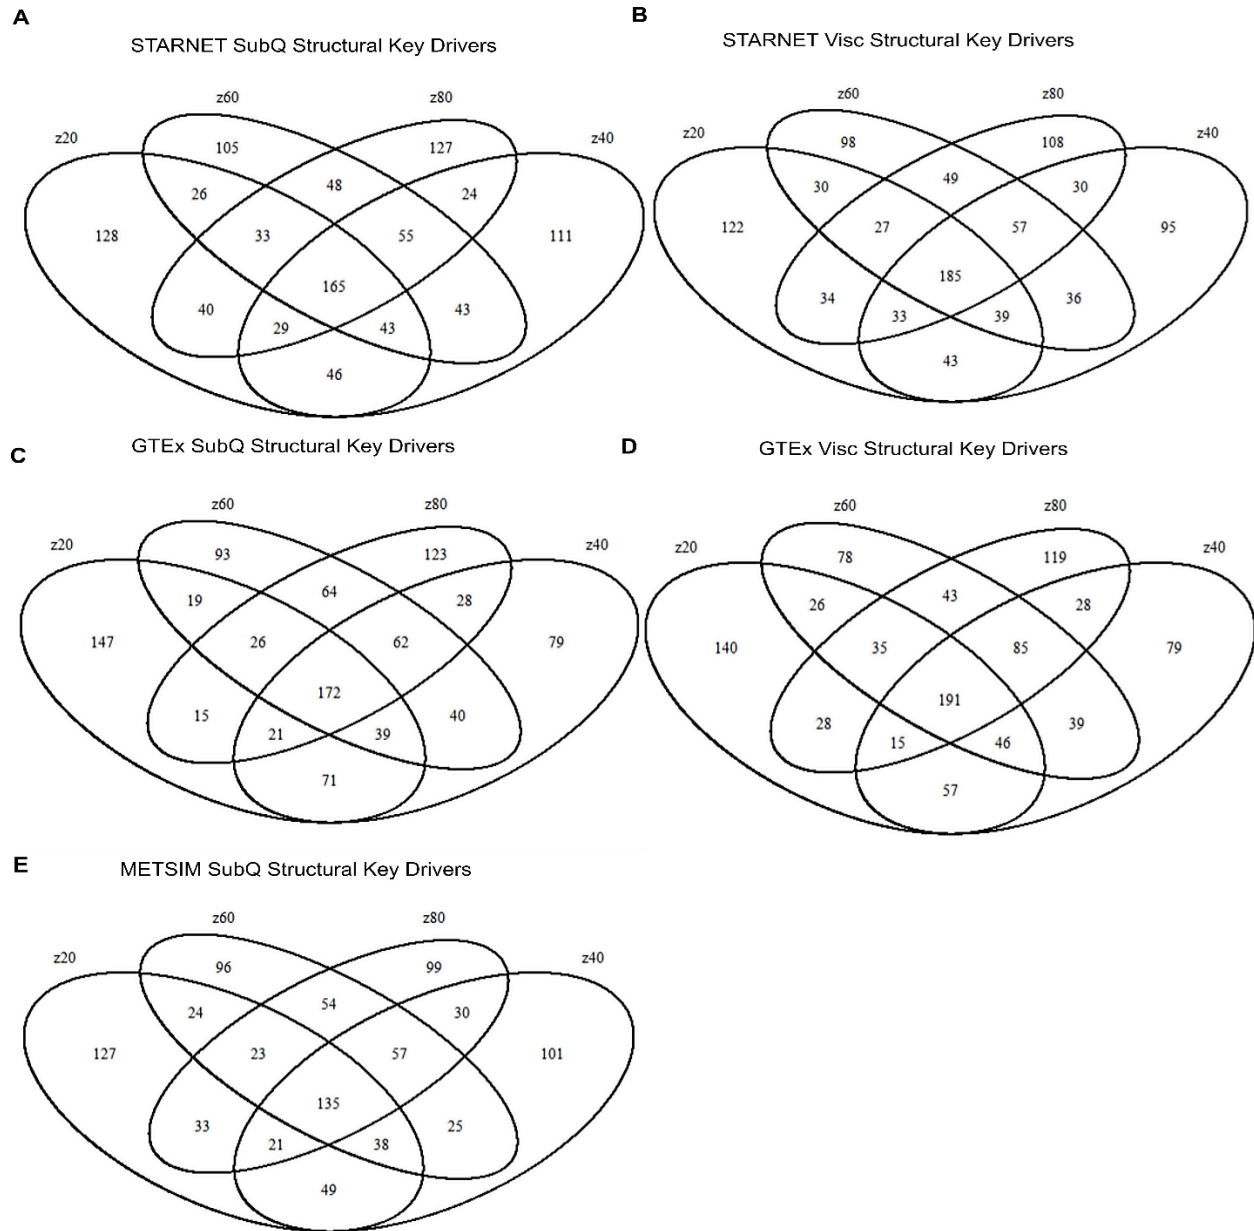 A
STARNET SubQ Structural Key Drivers
z20
z60
z80
z40
105
127
26
48
24
128
33
55
111
165
40
43
29
43
46
B
STARNET Visc Structural Key Drivers
z20
z60
z80
z40
98
108
30
49
30
122
27
57
95
185
34
36
33
39
43
C
GTEx SubQ Structural Key Drivers
z20
z60
z80
z40
93
123
19
64
28
147
26
62
79
172
15
40
21
39
71
D
GTEx Visc Structural Key Drivers
z20
z60
z80
z40
78
119
26
43
28
140
35
85
79
191
28
39
15
46
57
E
METSIM SubQ Structural Key Drivers
z20
z60
z80
z40
96
99
24
54
30
127
23
57
101
135
33
25
21
38
49